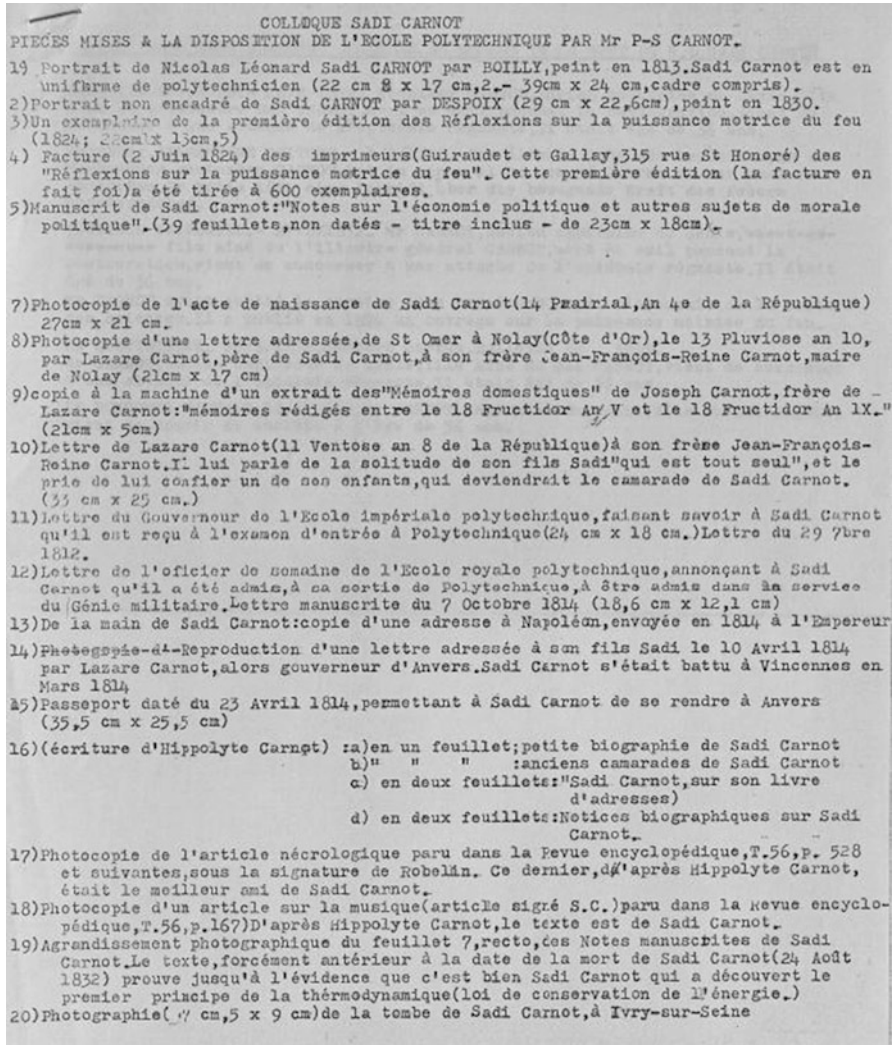 COLLOQUE SADI CARNOT
PIECES MISES & LA DISPOSITION DE L'ECOLE POLYTECHNIQUE PAR Mr P-S CARNOT.
19 Portrait de Nicolas Léonard Sadi CARNOT par BOILLY,peint en 1813.Sadi Carnot est en
uniforme de polytechnicien (22 cm x 17 cm,2.- 39cm x 24 cm,cadre compris).
2)Portrait non encadré de Sadi CARNOT par DESPOIX (29 cm x 22,6cm),peint en 1830.
3)Un exemplaire de la première édition des Réflexions sur la puissance motrice du feu
(1824; 22cm x 13cm,5)
4) Facture (2 Juin 1824) des imprimeurs(Guiraudet et Gallay,315 rue St Honoré) des
"Réflexions sur la puissance motrice du feu". Cette première édition (la facture en
fait foi)a été tirée à 600 exemplaires.
5)Manuscrit de Sadi Carnot:"Notes sur l'économie politique et autres sujets de morale
politique".(39 feuillets,non datés - titre inclus - de 23cm x 18cm).
7)Photocopie de l'acte de naissance de Sadi Carnot(14 Prairial,An 4e de la République)
27cm x 21 cm.
8)Photocopie d'une lettre adressée,de St Omer à Nolay(Côte d'Or),le 13 Pluviose an 10,
par Lazare Carnot,père de Sadi Carnot,à son frère Jean-François-Reine Carnot,maire
de Nolay (21cm x 17 cm)
9)copie à la machine d'un extrait des"Mémoires domestiques" de Joseph Carnot,frère de -
Lazare Carnot:"mémoires rédigés entre le 18 Fructidor An V et le 18 Fructidor An 1X."
(21cm x 5cm)
10)Lettre de Lazare Carnot(11 Ventose an 8 de la République)à son frère Jean-François-
Reine Carnot.Il lui parle de la solitude de son fils Sadi"qui est tout seul",et le
prie de lui confier un de ses enfants,qui deviendrait le camarade de Sadi Carnot.
(33 cm x 25 cm.)
11)Lettre du Gouverneur de l'Ecole impériale polytechnique,faisant savoir à Sadi Carnot
qu'il est reçu à l'examen d'entrée à Polytechnique(24 cm x 18 cm.)Lettre du 29 7bre
1812.
12)Lettre de l'oficier de semaine de l'Ecole royale polytechnique,annonçant à Sadi
Carnot qu'il a été admis,à sa sortie de Polytechnique,à être admis dans le service
du Génie militaire.Lettre manuscrite du 7 Octobre 1814 (18,6 cm x 12,1 cm)
13)De la main de Sadi Carnot:copie d'une adresse à Napoléon,envoyée en 1814 à l'Empereur
14)Photogopie-d'-Reproduction d'une lettre adressée à son fils Sadi le 10 Avril 1814
par Lazare Carnot,alors gouverneur d'Anvers.Sadi Carnot s'était battu à Vincennes en
Mars 1814
15)Passeport daté du 23 Avril 1814,permettant à Sadi Carnot de se rendre à Anvers
(35,5 cm x 25,5 cm)
16)(écriture d'Hippolyte Carnot) :a)en un feuillet;petite biographie de Sadi Carnot
b)" " " :anciens camarades de Sadi Carnot
c) en deux feuillets:"Sadi Carnot,sur son livre
d'adresses)
d) en deux feuillets:Notices biographiques sur Sadi
Carnot.
17)Photocopie de l'article nécrologique paru dans la Revue encyclopédique,T.56,p. 528
et suivantes,sous la signature de Robelin. Ce dernier,d'après Hippolyte Carnot,
était le meilleur ami de Sadi Carnot.
18)Photocopie d'un article sur la musique(article signé S.C.)paru dans la Revue encyclo-
pédique,T.56,p.167)D'après Hippolyte Carnot,le texte est de Sadi Carnot.
19)Agrandissement photographique du feuillet 7,recto,des Notes manuscrites de Sadi
Carnot.Le texte,forcément antérieur à la date de la mort de Sadi Carnot(24 Août
1832) prouve jusqu'à l'évidence que c'est bien Sadi Carnot qui a découvert le
premier principe de la thermodynamique(loi de conservation de l'énergie.)
20)Photographie( cm,5 x 9 cm)de la tombe de Sadi Carnot,à Ivry-sur-Seine